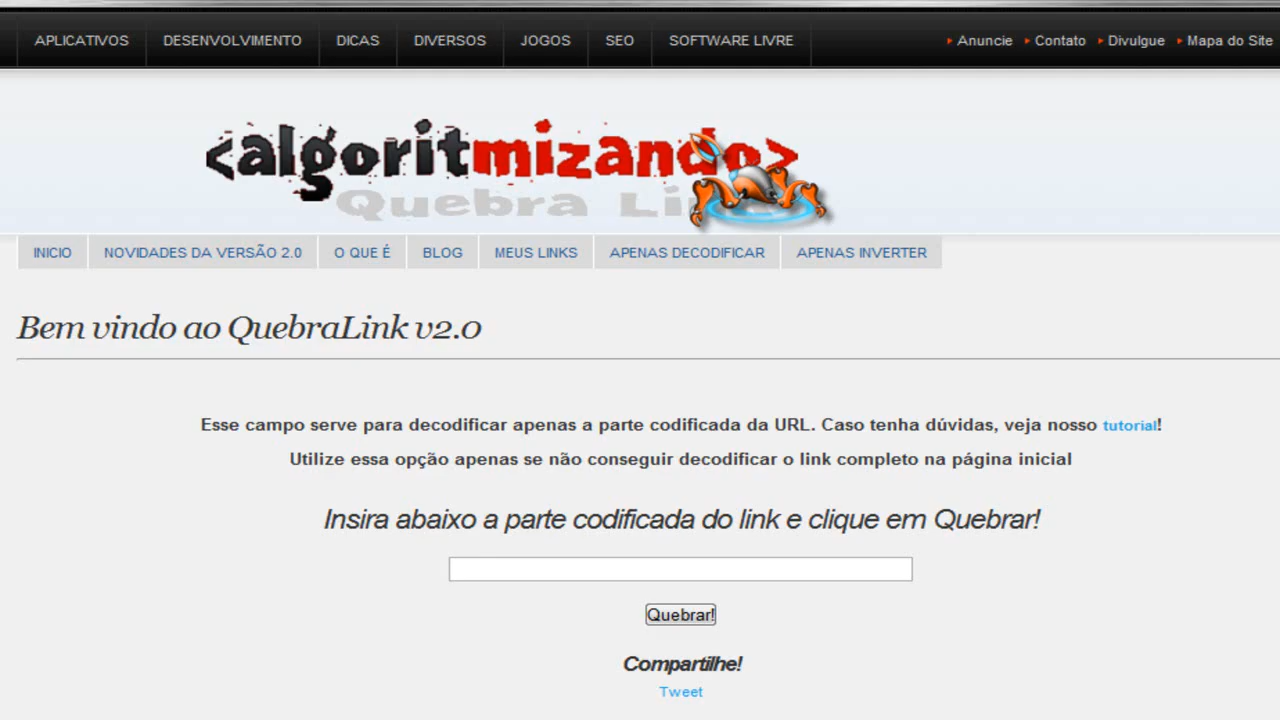 APLICATIVOS DESENVOLVIMENTO DICAS DIVERSOS JOGOS SEO SOFTWARE LIVRE Anuncie Contato Divulgue Mapa do Site
<algoritmizando>
Quebra Link
INICIO NOVIDADES DA VERSÃO 2.0 O QUE É BLOG MEUS LINKS APENAS DECODIFICAR APENAS INVERTER
Bem vindo ao QuebraLink v2.0
Esse campo serve para decodificar apenas a parte codificada da URL. Caso tenha dúvidas, veja nosso tutorial!
Utilize essa opção apenas se não conseguir decodificar o link completo na página inicial
Insira abaixo a parte codificada do link e clique em Quebrar!
Quebrar!
Compartilhe!
Tweet